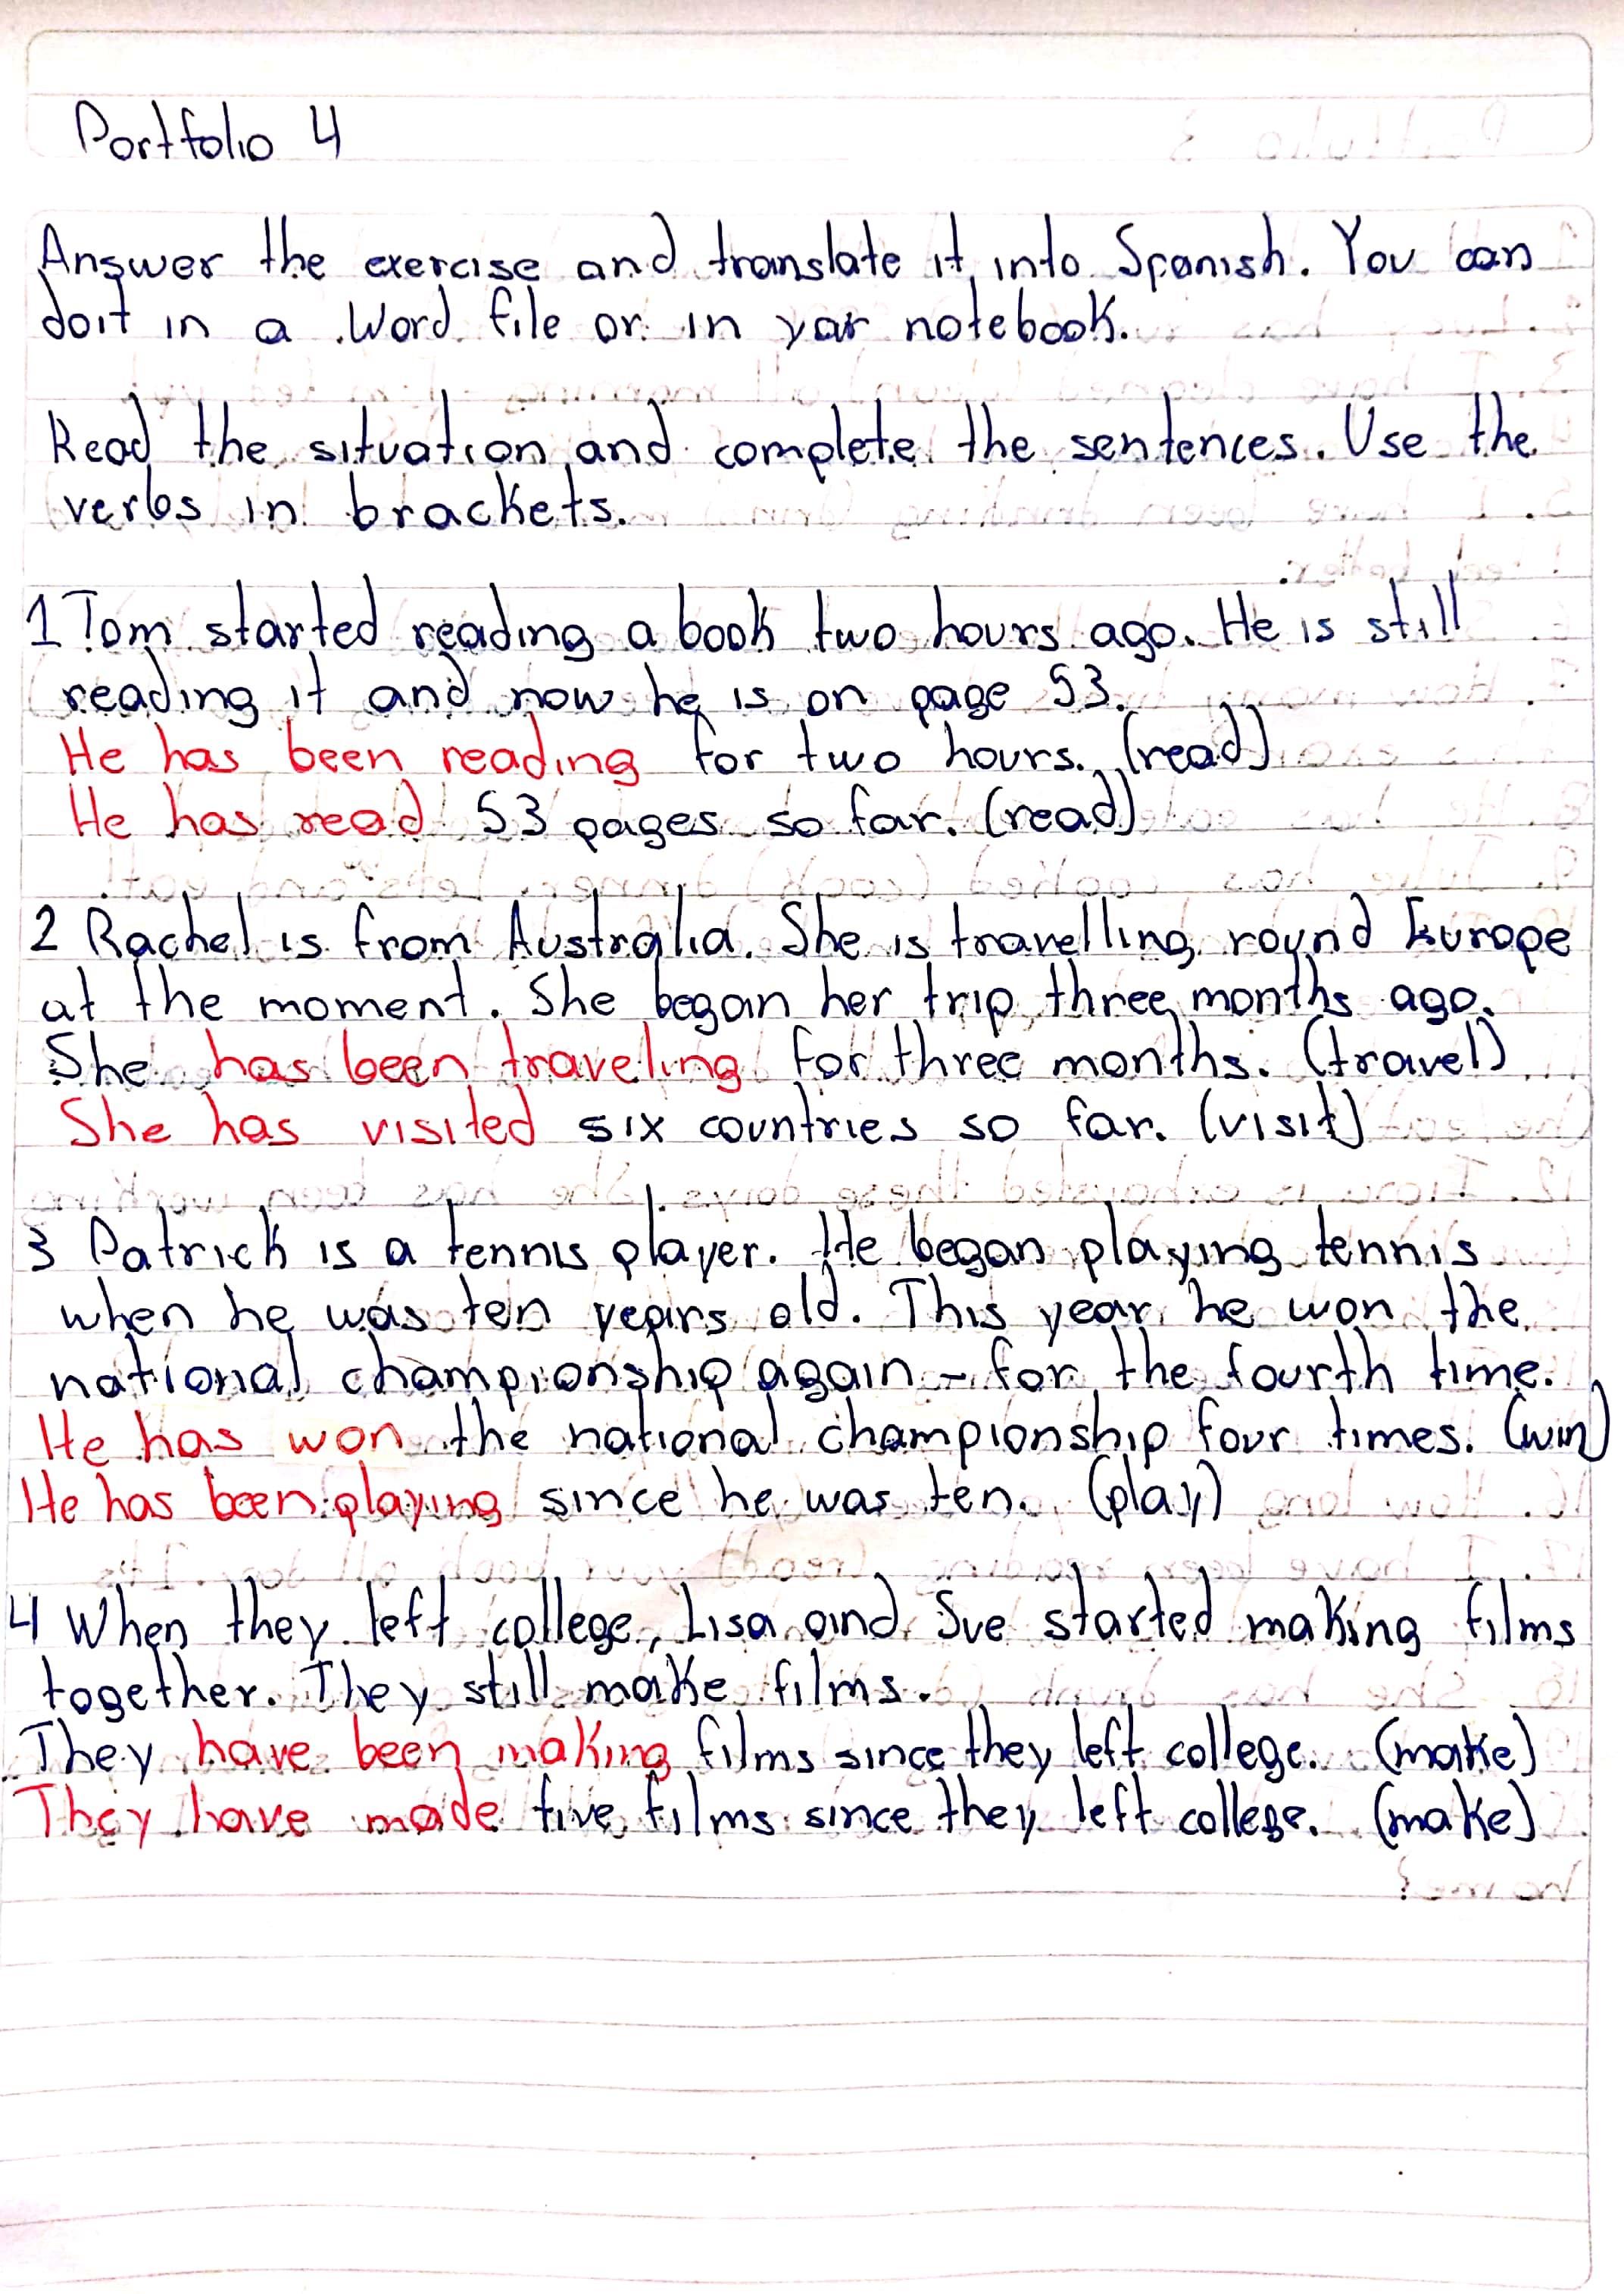 Portfolio 4
Answer the exercise and translate it into Spanish. You can
doit in a Word file or in your notebook.
Read the situation and complete the sentences. Use the
verbs in brackets.
1 Tom started reading a book two hours ago. He is still
reading it and now he is on page 53.
He has been reading for two hours. (read)
He has read 53 pages so far. (read)
2 Rachel is from Australia. She is travelling round Europe
at the moment. She began her trip three months ago.
She has been traveling for three months. (travel)
She has visited six countries so far. (visit)
3 Patrick is a tennis player. He began playing tennis
when he was ten years old. This year he won the
national championship again - for the fourth time.
He has won the national championship four times. (win)
He has been playing since he was ten. (play)
4 When they left college, Lisa and Sue started making films
together. They still make films.
They have been making films since they left college. (make)
They have made five films since they left college. (make)